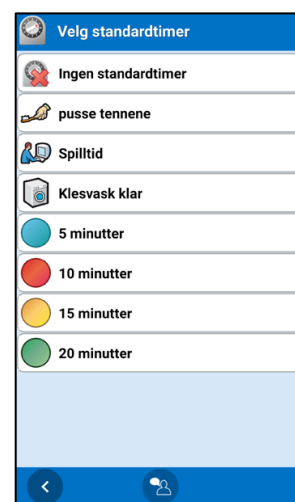 Velg standardtimer
Ingen standardtimer
pusse tennene
Spilltid
Klesvask klar
5 minutter
10 minutter
15 minutter
20 minutter